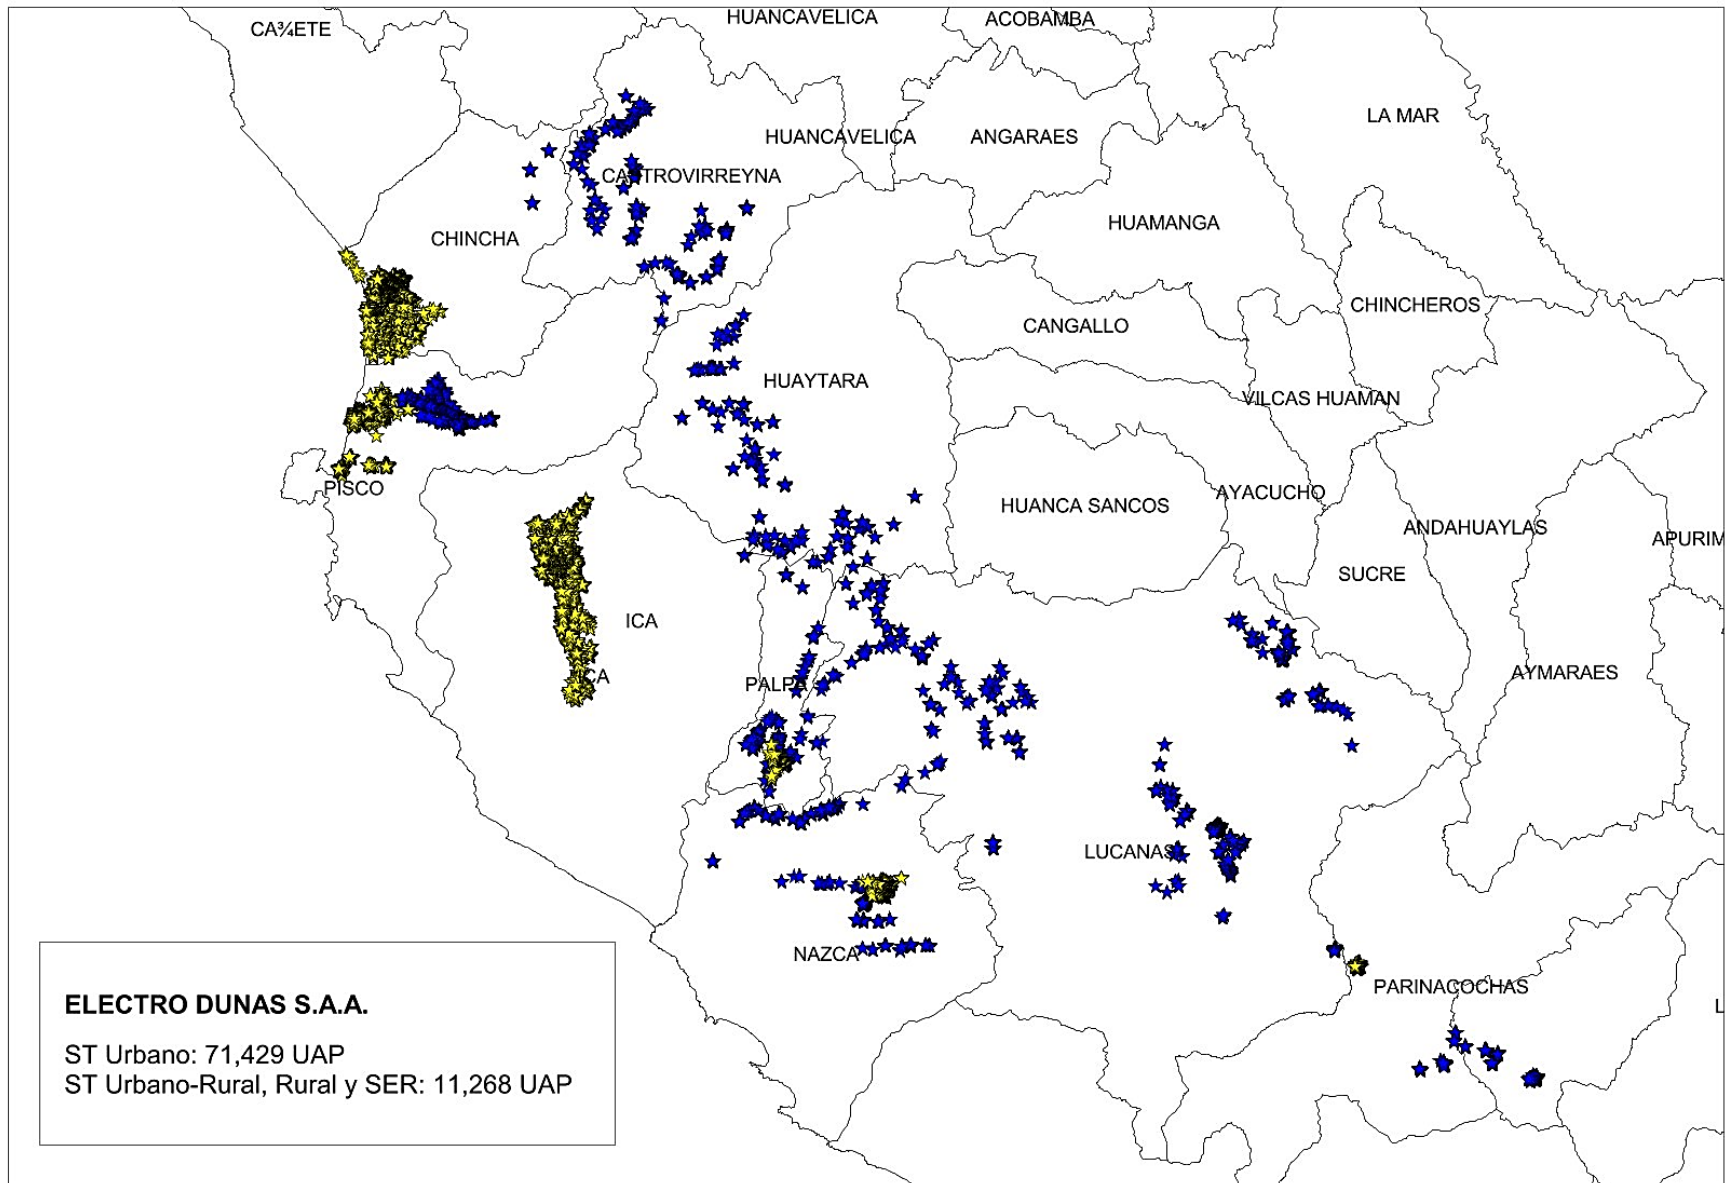 HUANCAVELICA
ACOBAMBA
CA¾ETE
LA MAR
HUANCAVELICA
ANGARAES
CASTROVIRREYNA
HUAMANGA
CHINCHA
CHINCHEROS
CANGALLO
HUAYTARA
VILCAS HUAMAN
PISCO
AYACUCHO
HUANCA SANCOS
ANDAHUAYLAS
APURIM
SUCRE
ICA
ICA
PALPA
AYMARAES
LUCANAS
NAZCA
PARINACOCHAS
L
ELECTRO DUNAS S.A.A.
ST Urbano: 71,429 UAP
ST Urbano-Rural, Rural y SER: 11,268 UAP